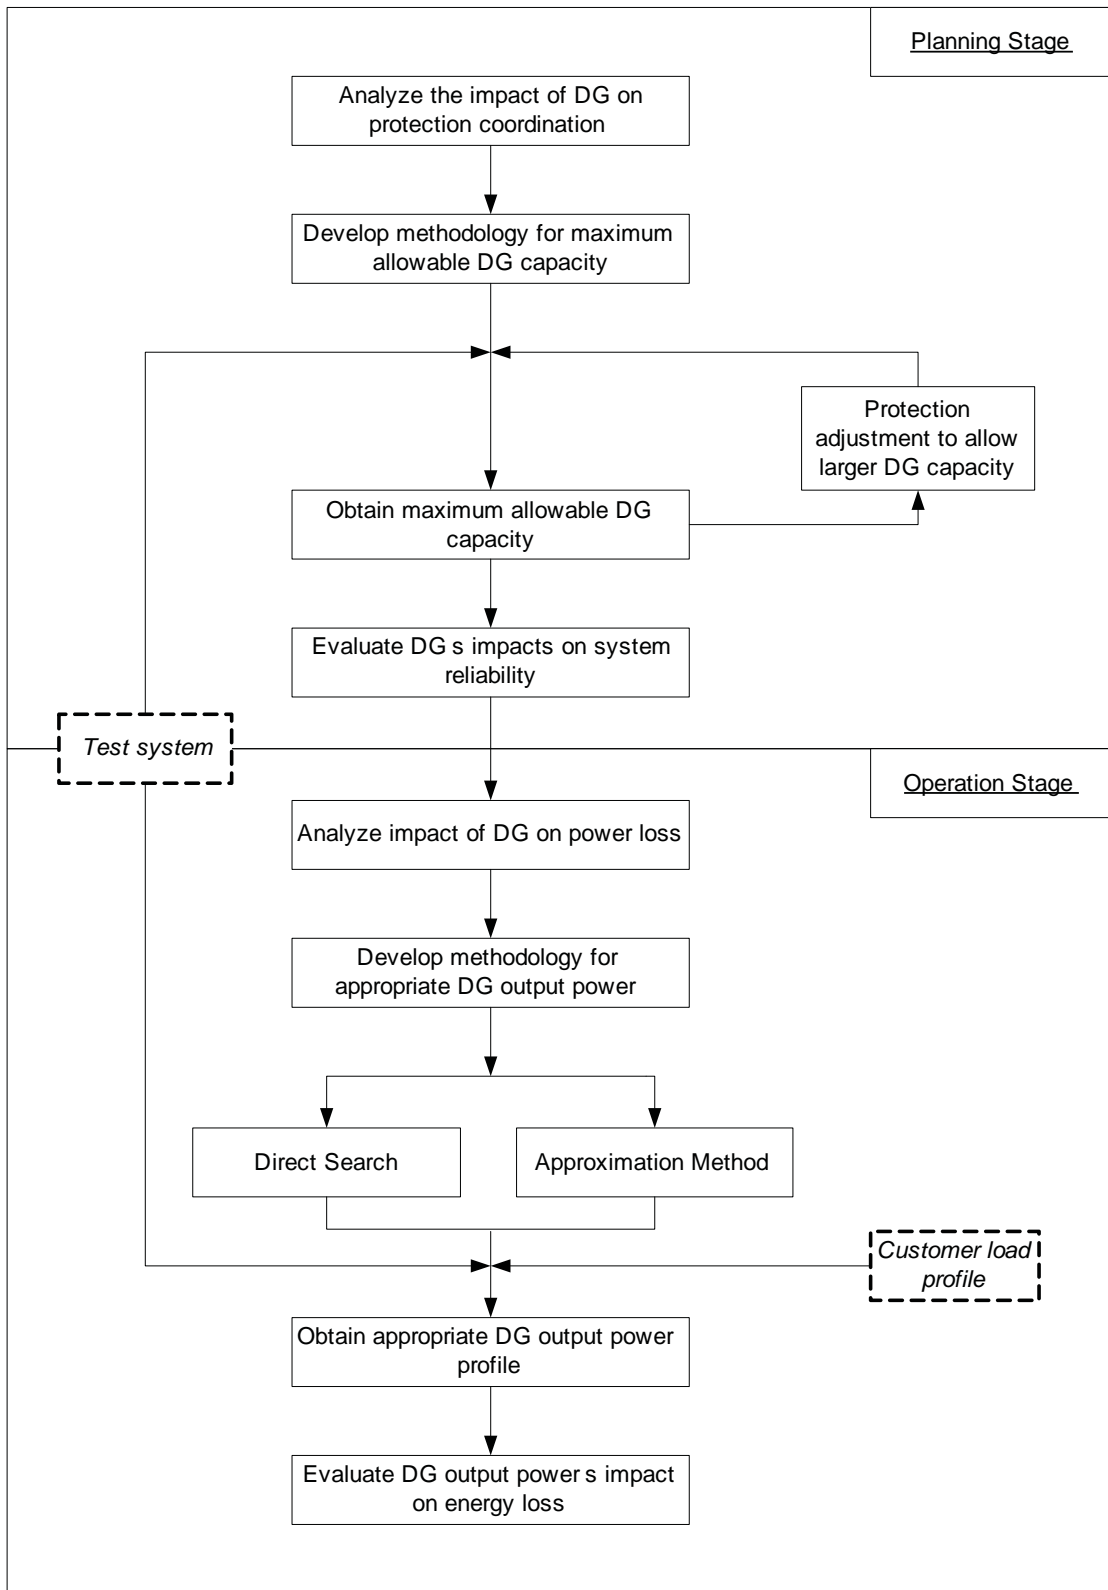 Planning Stage
Analyze the impact of DG on
protection coordination
Develop methodology for maximum
allowable DG capacity
Protection
adjustment to allow
larger DG capacity
Obtain maximum allowable DG
capacity
Evaluate DG s impacts on system
reliability
Test system
Operation Stage
Analyze impact of DG on power loss
Develop methodology for
appropriate DG output power
Direct Search
Approximation Method
Customer load
profile
Obtain appropriate DG output power
profile
Evaluate DG output power s impact
on energy loss